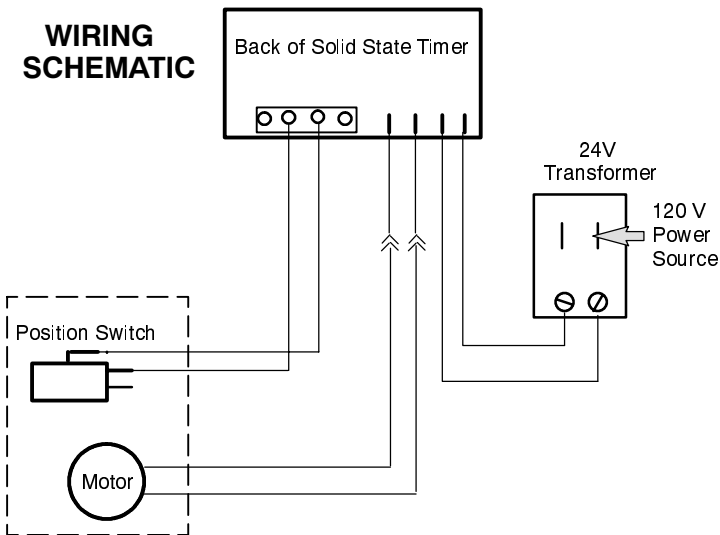 WIRING
SCHEMATIC
Back of Solid State Timer
24V
Transformer
120 V
Power
Source
Position Switch
Motor